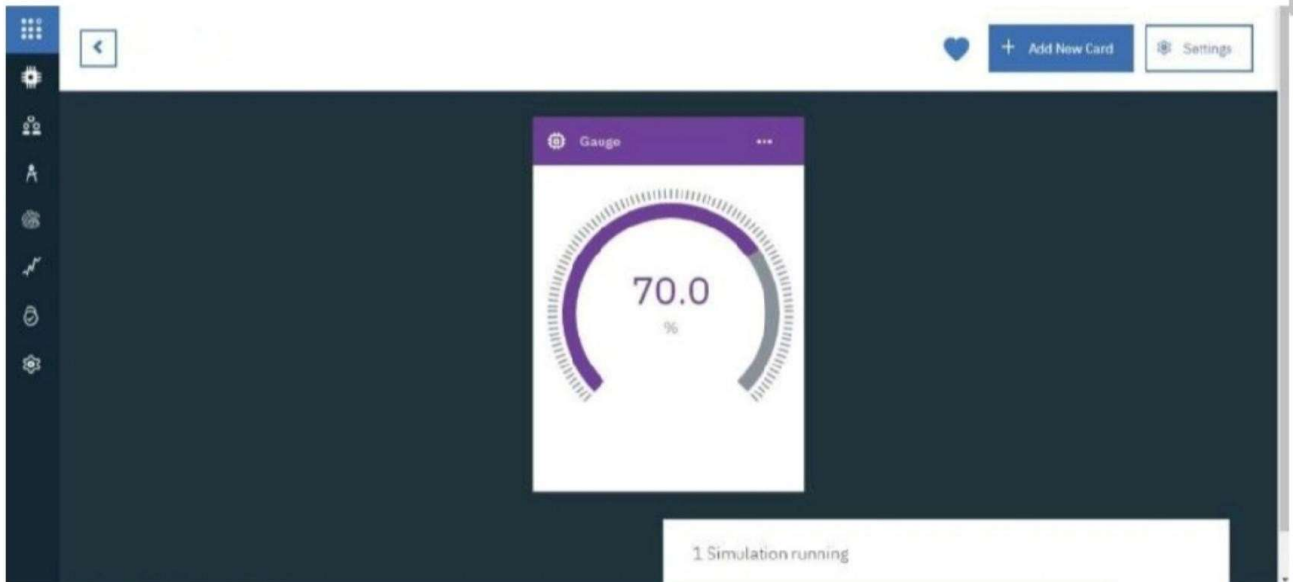 + Add New Card
Settings
Gauge
70.0
%
1 Simulation running